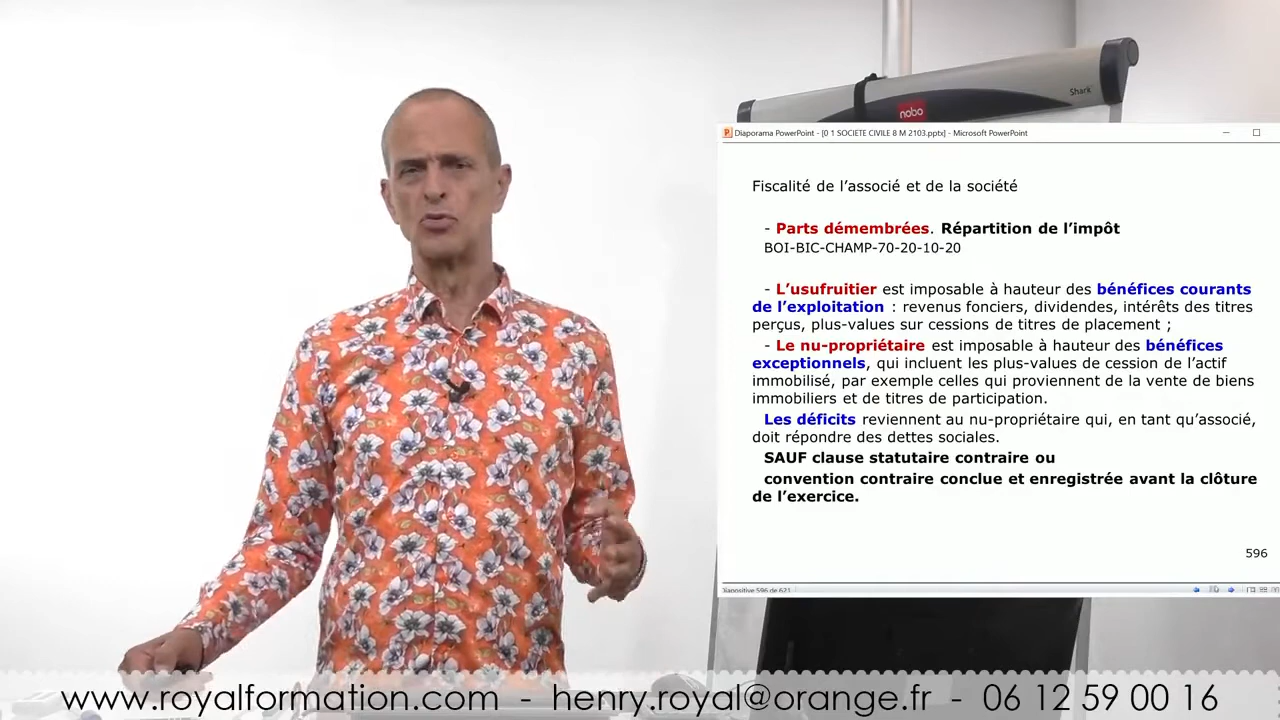 Shark
nobo
Diaporama PowerPoint - [0 1 SOCIETE CIVILE 8 M 2103.pptx] - Microsoft PowerPoint
Fiscalité de l’associé et de la société
- Parts démembrées. Répartition de l’impôt
BOI-BIC-CHAMP-70-20-10-20
- L’usufruitier est imposable à hauteur des bénéfices courants
de l’exploitation : revenus fonciers, dividendes, intérêts des titres
perçus, plus-values sur cessions de titres de placement ;
- Le nu-propriétaire est imposable à hauteur des bénéfices
exceptionnels, qui incluent les plus-values de cession de l’actif
immobilisé, par exemple celles qui proviennent de la vente de biens
immobiliers et de titres de participation.
Les déficits reviennent au nu-propriétaire qui, en tant qu’associé,
doit répondre des dettes sociales.
SAUF clause statutaire contraire ou
convention contraire conclue et enregistrée avant la clôture
de l’exercice.
596
Diapositive 596 de 621
www.royalformation.com - henry.royal@orange.fr - 06 12 59 00 16